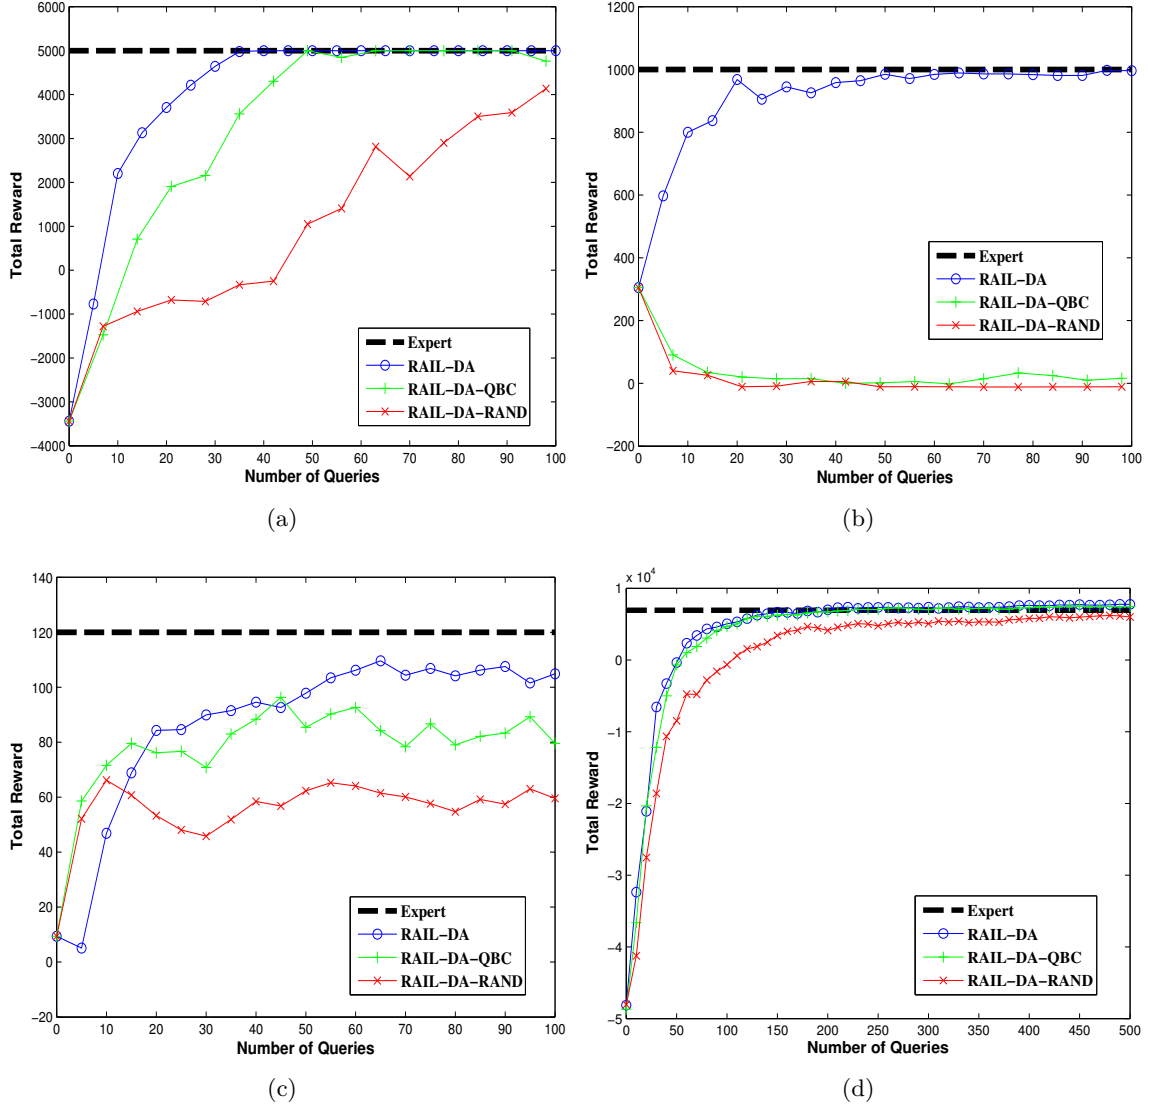 6000
5000
4000
3000
2000
1000
0
−1000
−2000
−3000
−4000
0 10 20 30 40 50 60 70 80 90 100
Total Reward
Number of Queries
Expert
RAIL−DA
RAIL−DA−QBC
RAIL−DA−RAND
(a)
1200
1000
800
600
400
200
0
−200
0 10 20 30 40 50 60 70 80 90 100
Total Reward
Number of Queries
Expert
RAIL−DA
RAIL−DA−QBC
RAIL−DA−RAND
(b)
140
120
100
80
60
40
20
0
−20
0 10 20 30 40 50 60 70 80 90 100
Total Reward
Number of Queries
Expert
RAIL−DA
RAIL−DA−QBC
RAIL−DA−RAND
(c)
x 10^4
1
0
−1
−2
−3
−4
−5
0 50 100 150 200 250 300 350 400 450 500
Total Reward
Number of Queries
Expert
RAIL−DA
RAIL−DA−QBC
RAIL−DA−RAND
(d)